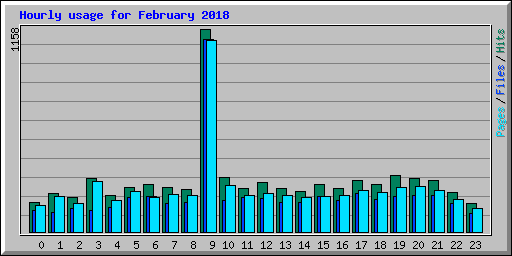 Hourly usage for February 2018
1158
Pages/Files/Hits
0 1 2 3 4 5 6 7 8 9 10 11 12 13 14 15 16 17 18 19 20 21 22 23